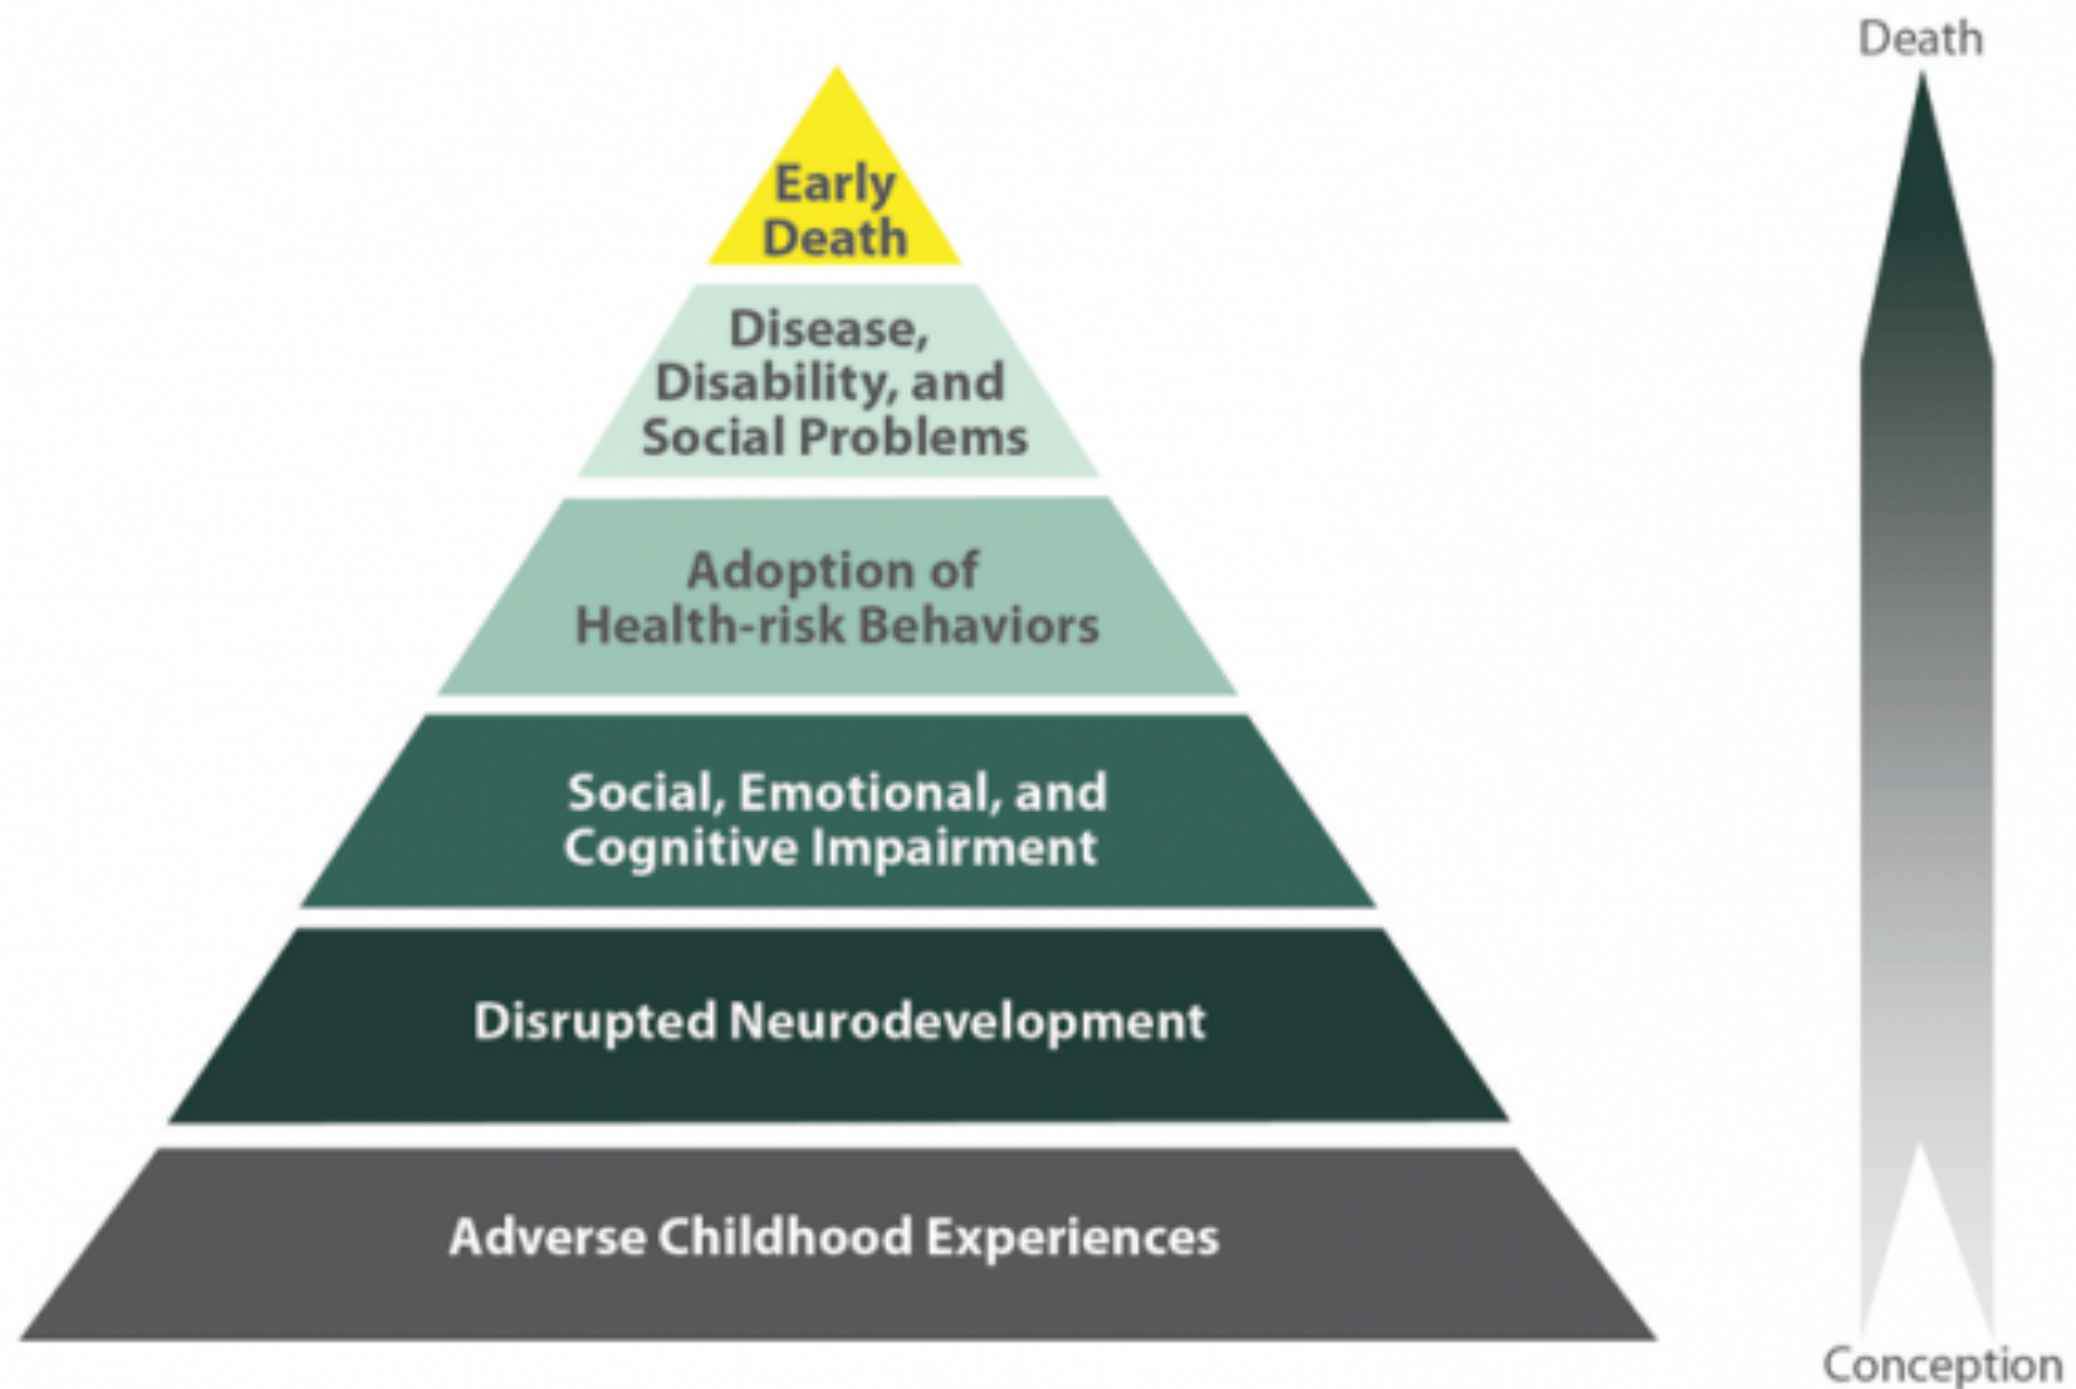 Death
Early
Death
Disease,
Disability, and
Social Problems
Adoption of
Health-risk Behaviors
Social, Emotional, and
Cognitive Impairment
Disrupted Neurodevelopment
Adverse Childhood Experiences
Conception